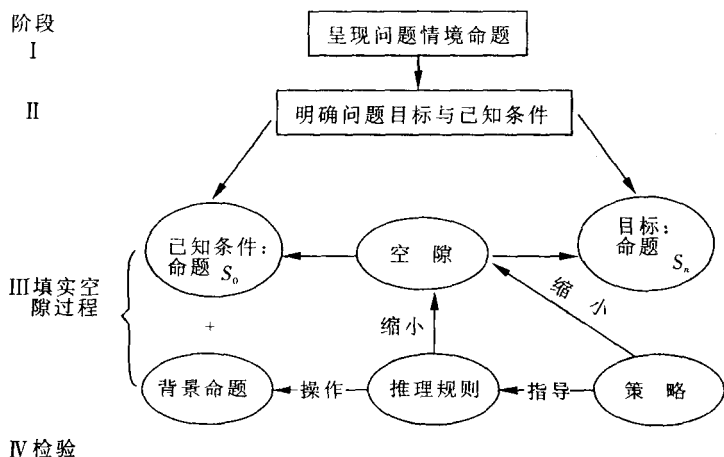 阶段
Ⅰ
呈现问题情境命题
Ⅱ
明确问题目标与已知条件
已知条件:
命题 S₀
空 隙
目标:
命题 Sₙ
Ⅲ填实空
隙过程
+
缩小
缩 小
背景命题
操作
推理规则
指导
策 略
Ⅳ检验